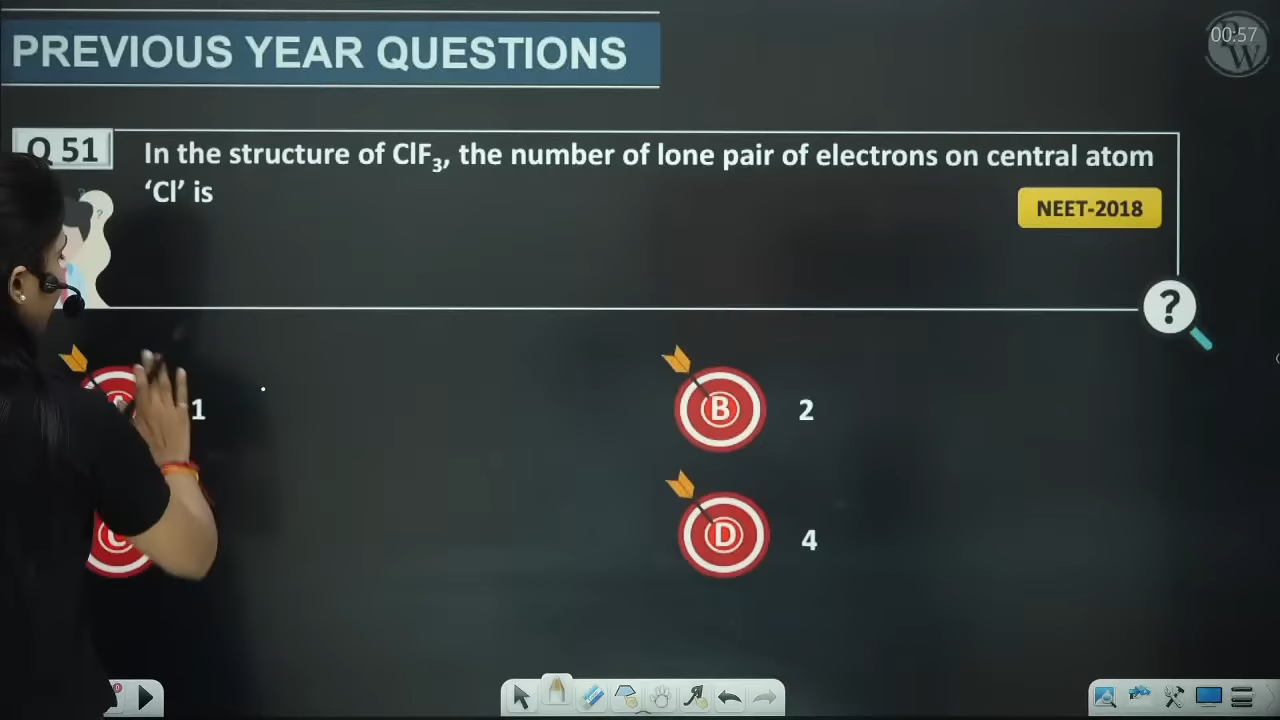 PREVIOUS YEAR QUESTIONS
00:57
W
Q 51
In the structure of ClF₃, the number of lone pair of electrons on central atom
‘Cl’ is
NEET-2018
?
1
B
2
C
D
4